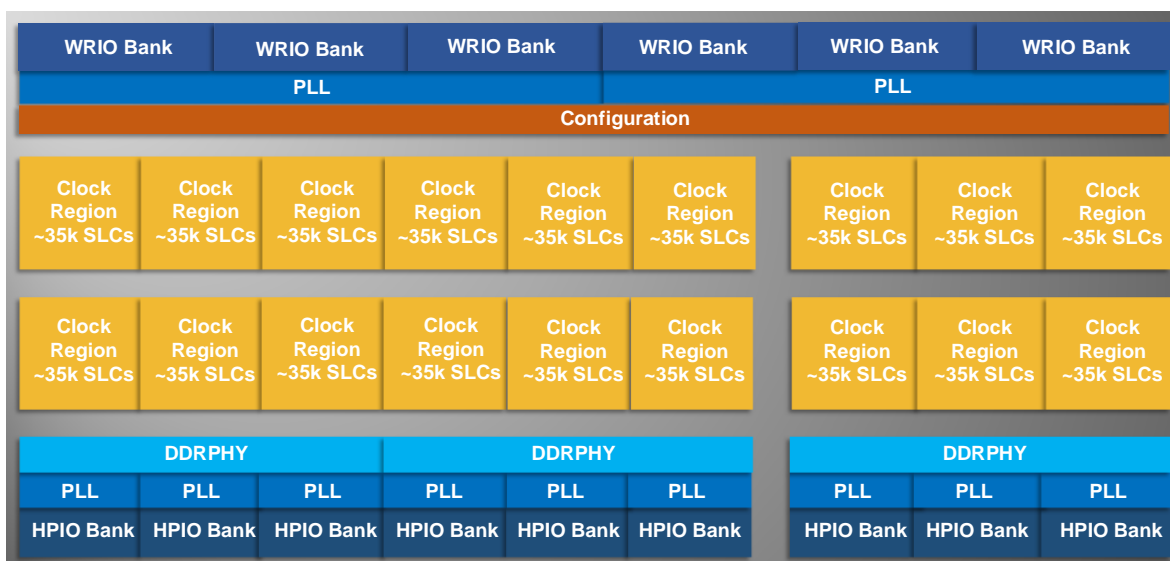 WRIO Bank WRIO Bank WRIO Bank WRIO Bank WRIO Bank WRIO Bank
PLL PLL
Configuration
Clock Clock Clock Clock Clock Clock Clock Clock Clock
Region Region Region Region Region Region Region Region Region
~35k SLCs ~35k SLCs ~35k SLCs ~35k SLCs ~35k SLCs ~35k SLCs ~35k SLCs ~35k SLCs ~35k SLCs
Clock Clock Clock Clock Clock Clock Clock Clock Clock
Region Region Region Region Region Region Region Region Region
~35k SLCs ~35k SLCs ~35k SLCs ~35k SLCs ~35k SLCs ~35k SLCs ~35k SLCs ~35k SLCs ~35k SLCs
DDRPHY DDRPHY DDRPHY
PLL PLL PLL PLL PLL PLL PLL PLL PLL
HPIO Bank HPIO Bank HPIO Bank HPIO Bank HPIO Bank HPIO Bank HPIO Bank HPIO Bank HPIO Bank